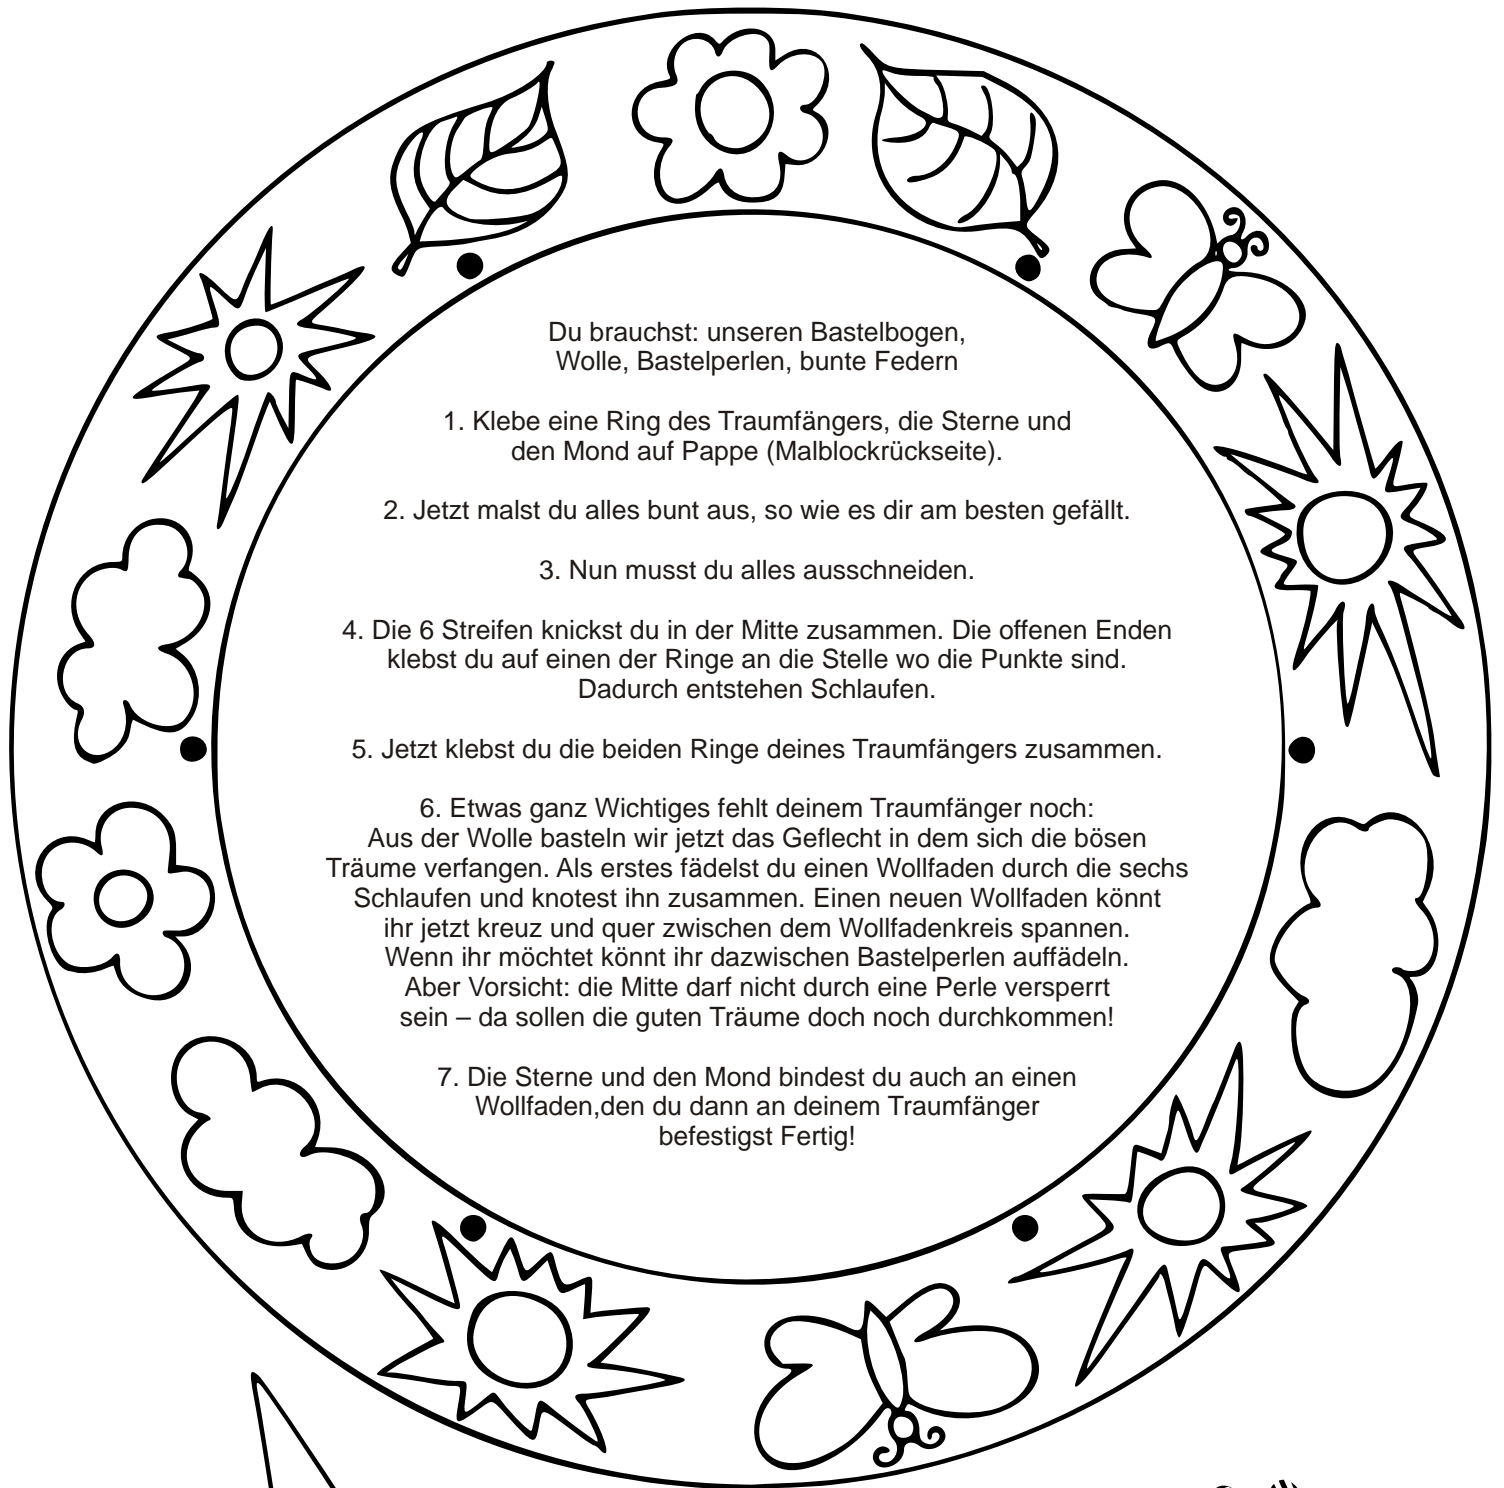 Du brauchst: unseren Bastelbogen,
Wolle, Bastelperlen, bunte Federn
1. Klebe eine Ring des Traumfängers, die Sterne und
den Mond auf Pappe (Malblockrückseite).
2. Jetzt malst du alles bunt aus, so wie es dir am besten gefällt.
3. Nun musst du alles ausschneiden.
4. Die 6 Streifen knickst du in der Mitte zusammen. Die offenen Enden
klebst du auf einen der Ringe an die Stelle wo die Punkte sind.
Dadurch entstehen Schlaufen.
5. Jetzt klebst du die beiden Ringe deines Traumfängers zusammen.
6. Etwas ganz Wichtiges fehlt deinem Traumfänger noch:
Aus der Wolle basteln wir jetzt das Geflecht in dem sich die bösen
Träume verfangen. Als erstes fädelst du einen Wollfaden durch die sechs
Schlaufen und knotest ihn zusammen. Einen neuen Wollfaden könnt
ihr jetzt kreuz und quer zwischen dem Wollfadenkreis spannen.
Wenn ihr möchtet könnt ihr dazwischen Bastelperlen auffädeln.
Aber Vorsicht: die Mitte darf nicht durch eine Perle versperrt
sein – da sollen die guten Träume doch noch durchkommen!
7. Die Sterne und den Mond bindest du auch an einen
Wollfaden,den du dann an deinem Traumfänger
befestigst Fertig!